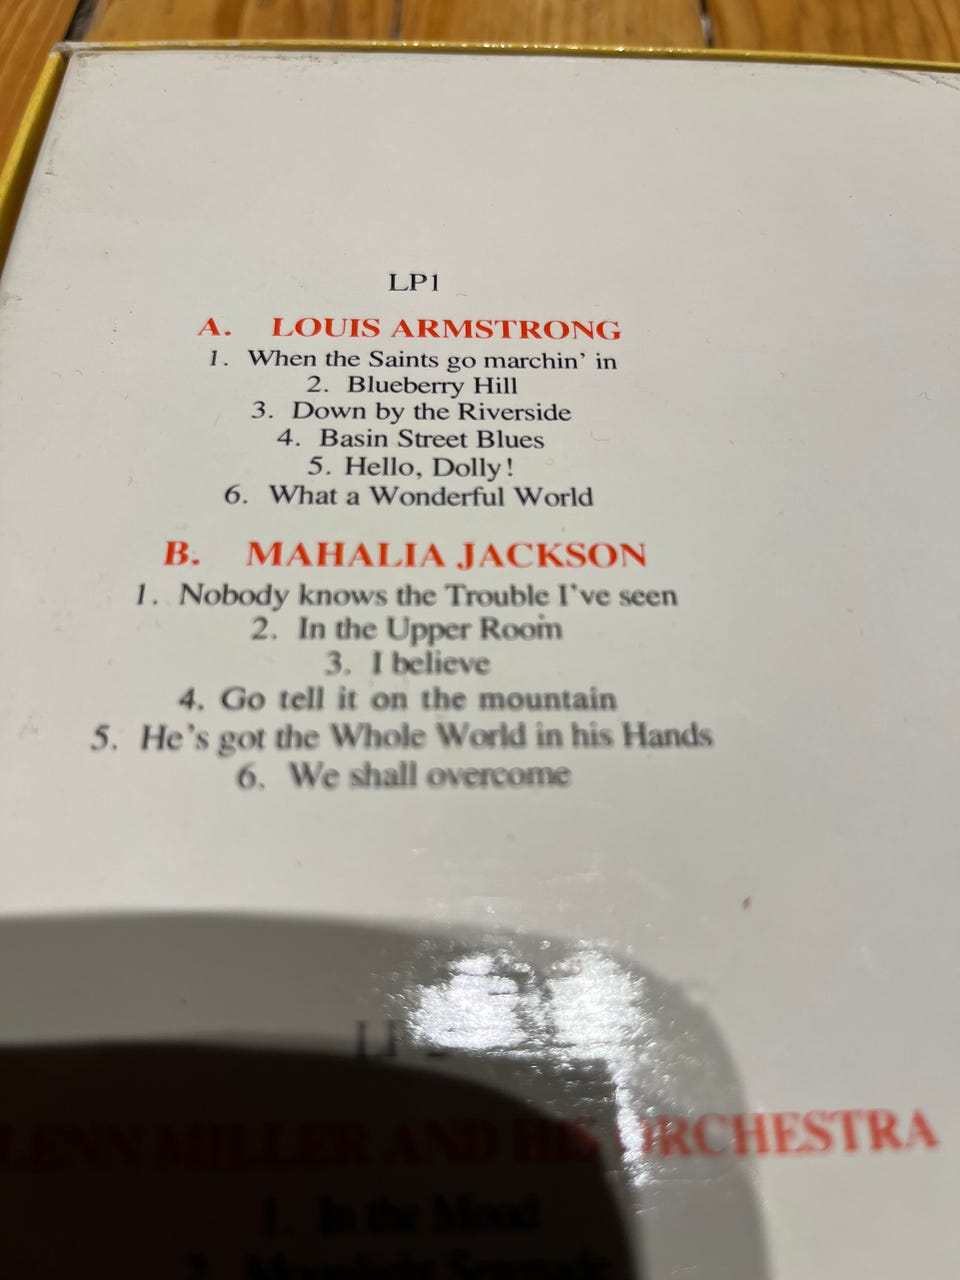 LP1
A. LOUIS ARMSTRONG
1. When the Saints go marchin' in
2. Blueberry Hill
3. Down by the Riverside
4. Basin Street Blues
5. Hello, Dolly!
6. What a Wonderful World
B. MAHALIA JACKSON
1. Nobody knows the Trouble I've seen
2. In the Upper Room
3. I believe
4. Go tell it on the mountain
5. He's got the Whole World in his Hands
6. We shall overcome
MILLER AND HIS ORCHESTRA
1. In the Mood
2. Moonlight Serenade